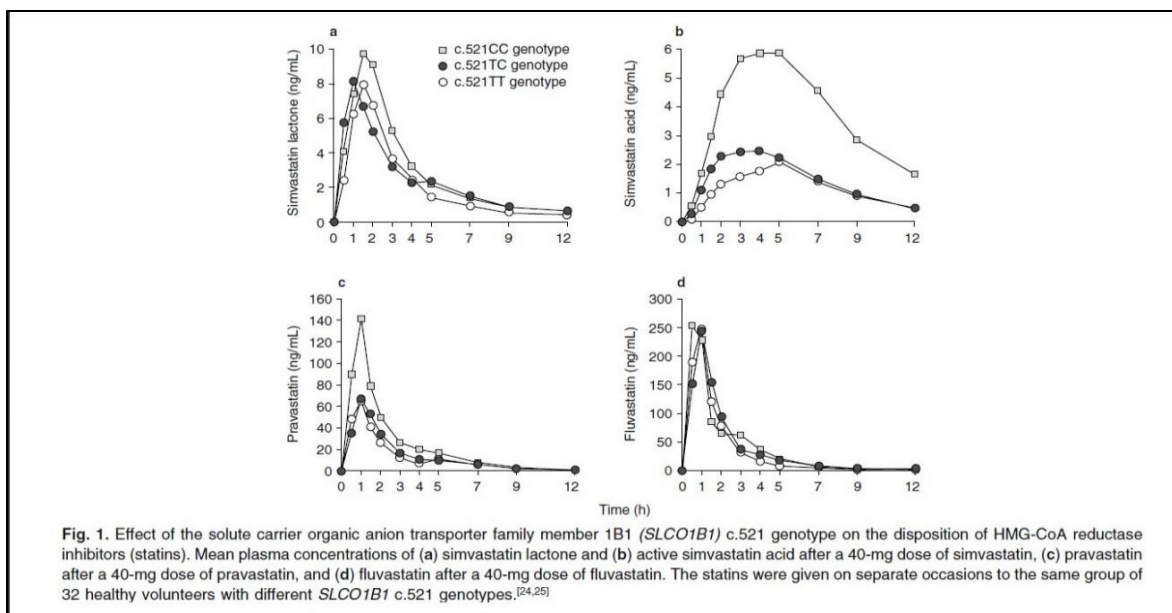 a
Simvastatin lactone (ng/mL)
10
8
6
4
2
0
c.521CC genotype
c.521TC genotype
c.521TT genotype
0 1 2 3 4 5 7 9 12
b
Simvastatin acid (ng/mL)
6
5
4
3
2
1
0
0 1 2 3 4 5 7 9 12
c
Pravastatin (ng/mL)
160
140
120
100
80
60
40
20
0
0 1 2 3 4 5 7 9 12
d
Fluvastatin (ng/mL)
300
250
200
150
100
50
0
0 1 2 3 4 5 7 9 12
Time (h)
Fig. 1. Effect of the solute carrier organic anion transporter family member 1B1 (SLCO1B1) c.521 genotype on the disposition of HMG-CoA reductase
inhibitors (statins). Mean plasma concentrations of (a) simvastatin lactone and (b) active simvastatin acid after a 40-mg dose of simvastatin, (c) pravastatin
after a 40-mg dose of pravastatin, and (d) fluvastatin after a 40-mg dose of fluvastatin. The statins were given on separate occasions to the same group of
32 healthy volunteers with different SLCO1B1 c.521 genotypes.[24,25]